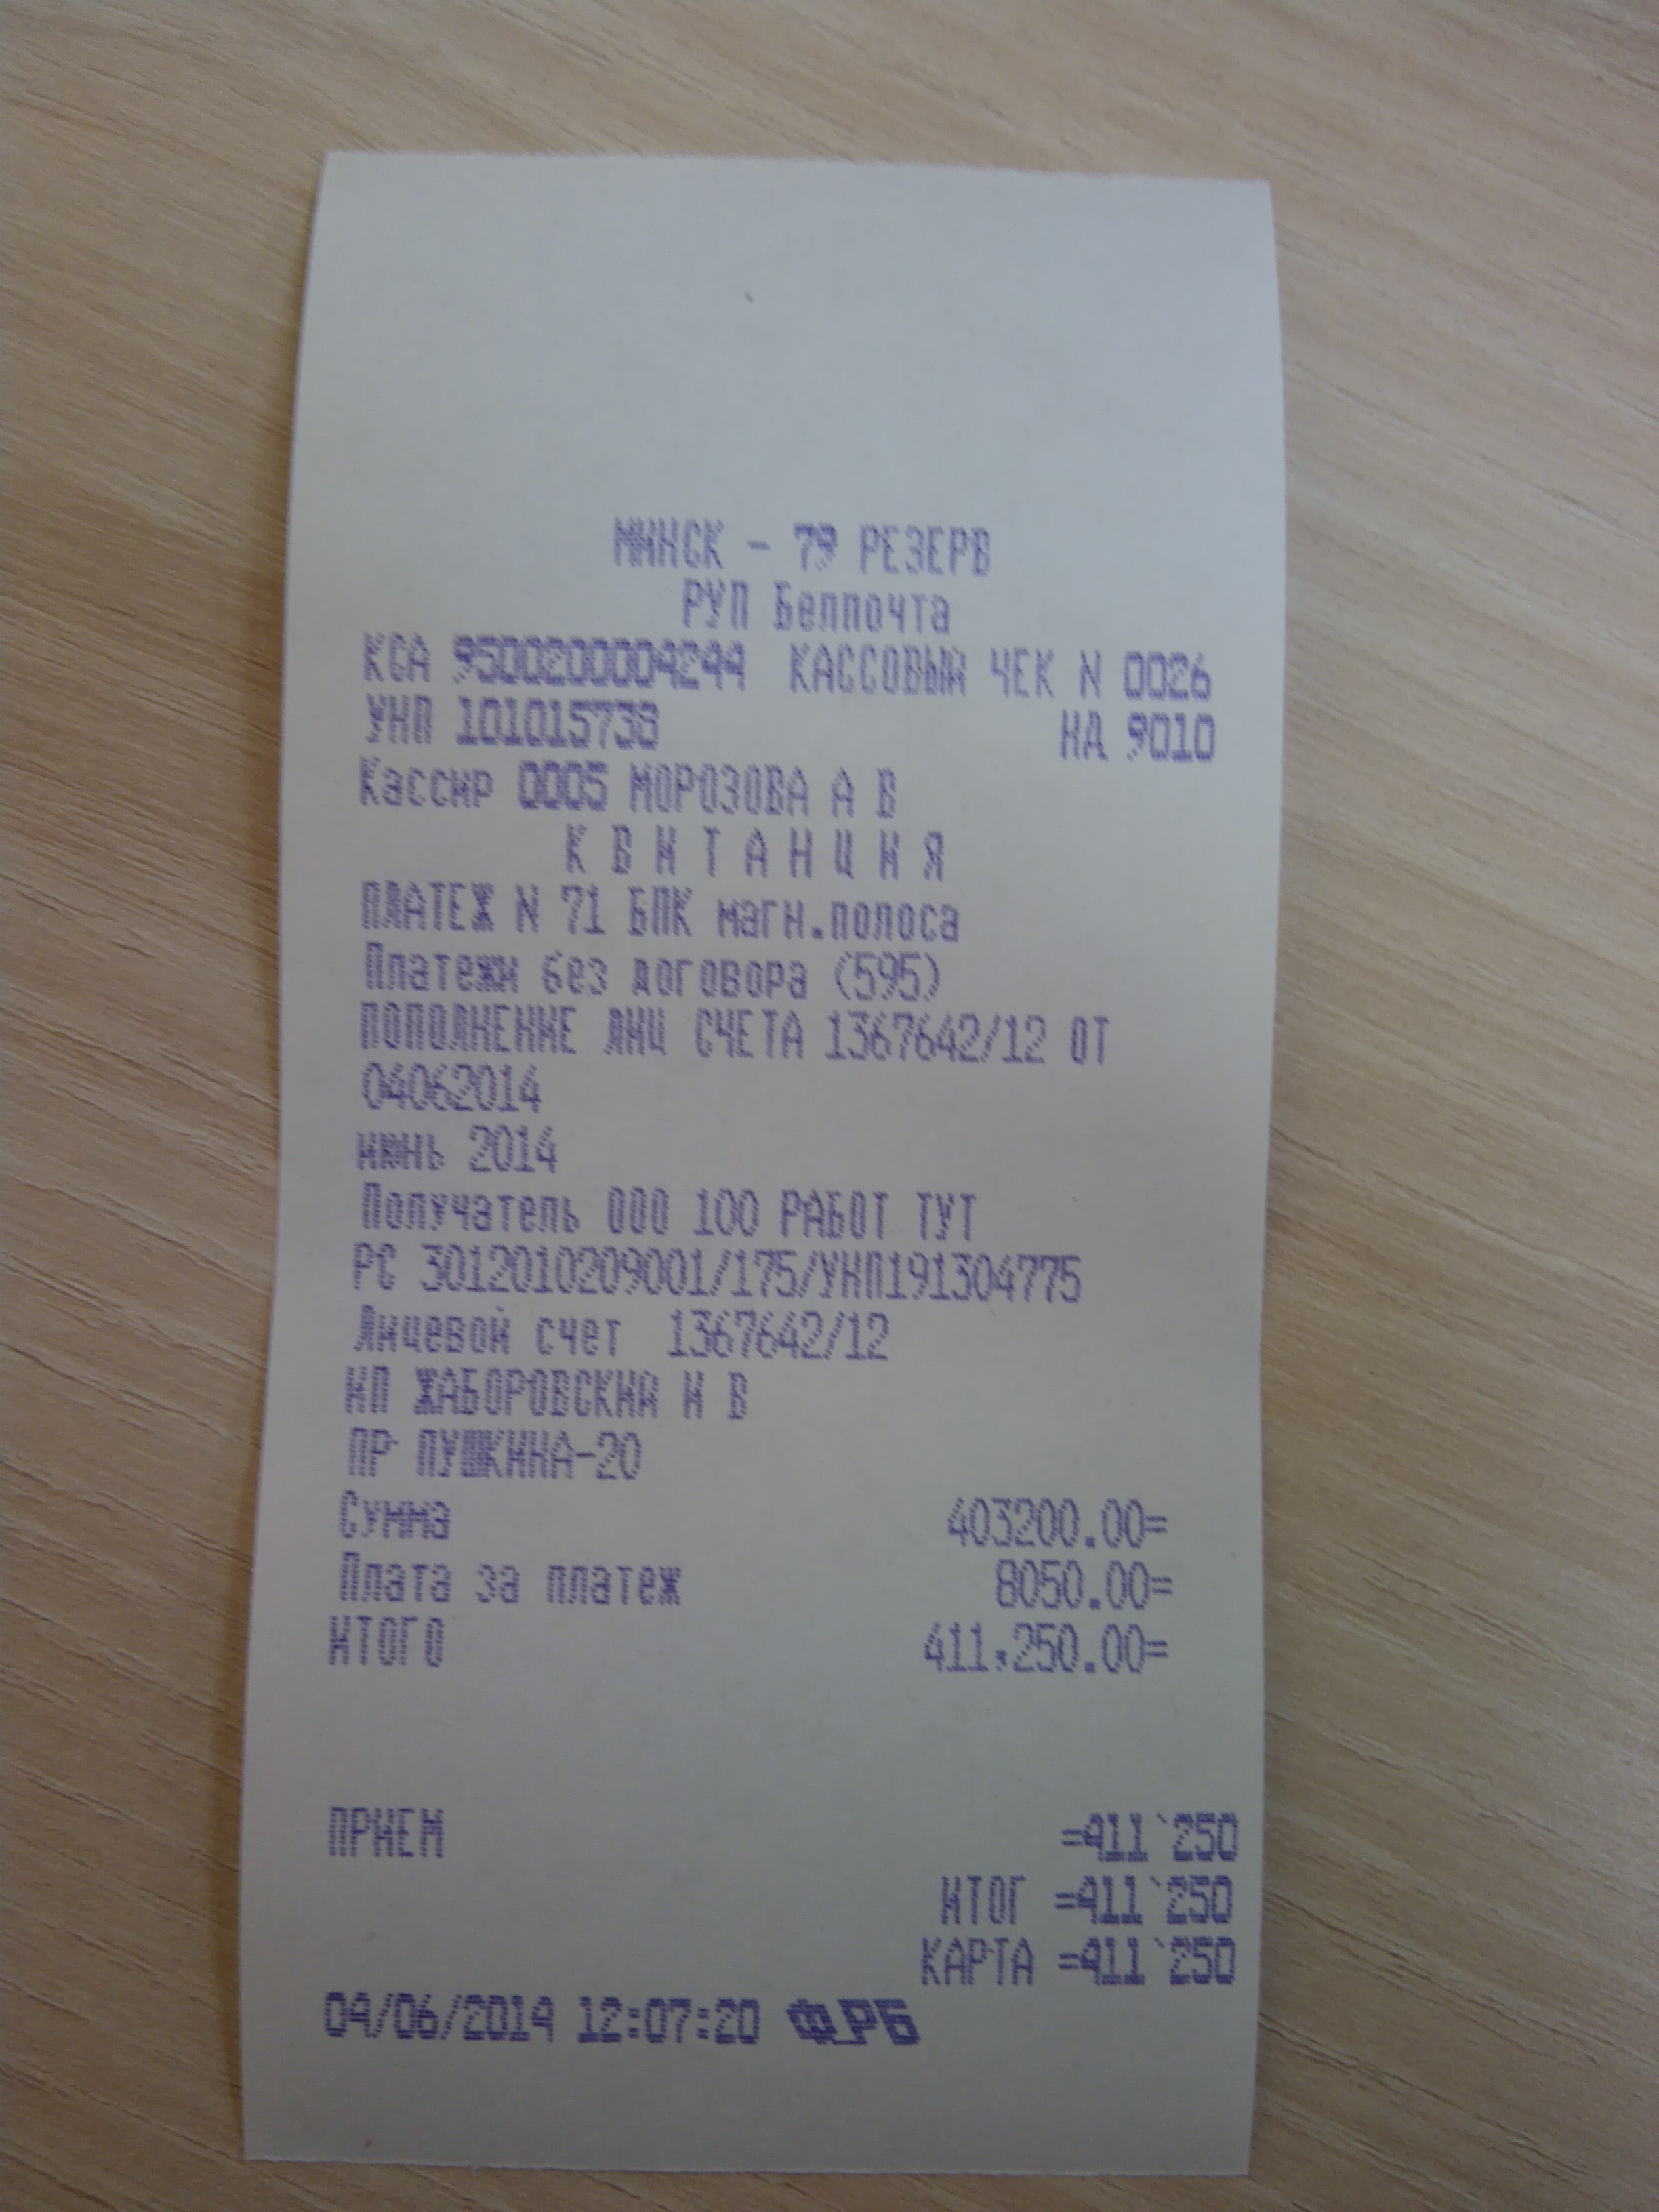 МИНСК - 79 РЕЗЕРВ
РУП Белпочта
КСА 9500200004244 КАССОВЫЙ ЧЕК N 0026
УНП 101015738 НД 9010
Кассир 0005 МОРОЗОВА А В
К В И Т А Н Ц И Я
ПЛАТЕЖ N 71 БПК магн.полоса
Платежи без договора (595)
ПОПОЛНЕНИЕ ЛИЦ СЧЕТА 1367642/12 ОТ
04062014
июнь 2014
Получатель ООО 100 РАБОТ ТУТ
РС 3012010209001/175/УНП191304775
Лицевой счет 1367642/12
ИП ЖАБОРОВСКИЙ И В
ПР ПУШКИНА-20
Сумма 403200.00=
Плата за платеж 8050.00=
ИТОГО 411.250.00=
ПРИЕМ =411`250
ИТОГ =411`250
КАРТА =411`250
04/06/2014 12:07:20 ФРБ